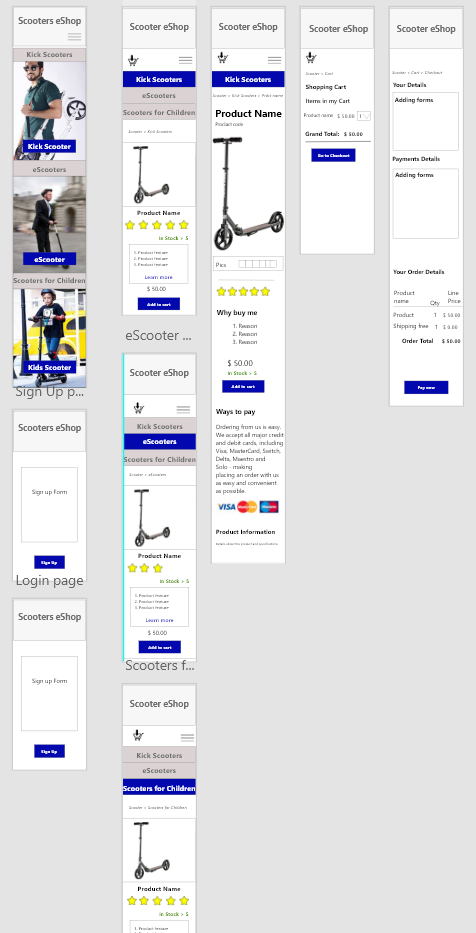 Scooters eShop
Kick Scooters
Kick Scooter
eScooters
eScooter
Scooters for Children
Kids Scooter
Sign Up p...
Scooters eShop
Sign up Form
Sign Up
Login page
Scooters eShop
Sign up Form
Sign Up
Scooter eShop
Kick Scooters
eScooters
Scooters for Children
Scooter > Kick Scooters
Product Name
In Stock > 5
1. Product feature
2. Product feature
3. Product feature
Learn more
$ 50.00
Add to cart
eScooter ...
Scooter eShop
Kick Scooters
eScooters
Scooters for Children
Scooter > eScooters
Product Name
In Stock > 5
1. Product feature
2. Product feature
3. Product feature
Learn more
$ 50.00
Add to cart
Scooters f...
Scooter eShop
Kick Scooters
eScooters
Scooters for Children
Scooter > Scooters for Children
Product Name
In Stock > 5
1. Product feature
2. Product feature
Scooter eShop
Kick Scooters
Scooter > Kick Scooters > Prduct name
Product Name
Product code
Pics
Why buy me
1. Reason
2. Reason
3. Reason
$ 50.00
In Stock > 5
Add to cart
Ways to pay
Ordering from us is easy.
We accept all major credit
and debit cards, including
Visa, MasterCard, Switch,
Delta, Maestro and
Solo - making
placing an order with us
as easy and convenient
as possible.
VISA MasterCard Maestro
Product Information
Details about this product and specifications
Scooter eShop
Scooter > Cart
Shopping Cart
Items in my Cart
Product name $ 50.00 1
Grand Total: $ 50.00
Go to Checkout
Scooter eShop
Scooter > Cart > Checkout
Your Details
Adding forms
Payments Details
Adding forms
Your Order Details
Product name Qty Line Price
Product 1 $ 50.00
Shipping free 1 $ 0.00
Order Total $ 50.00
Pay now